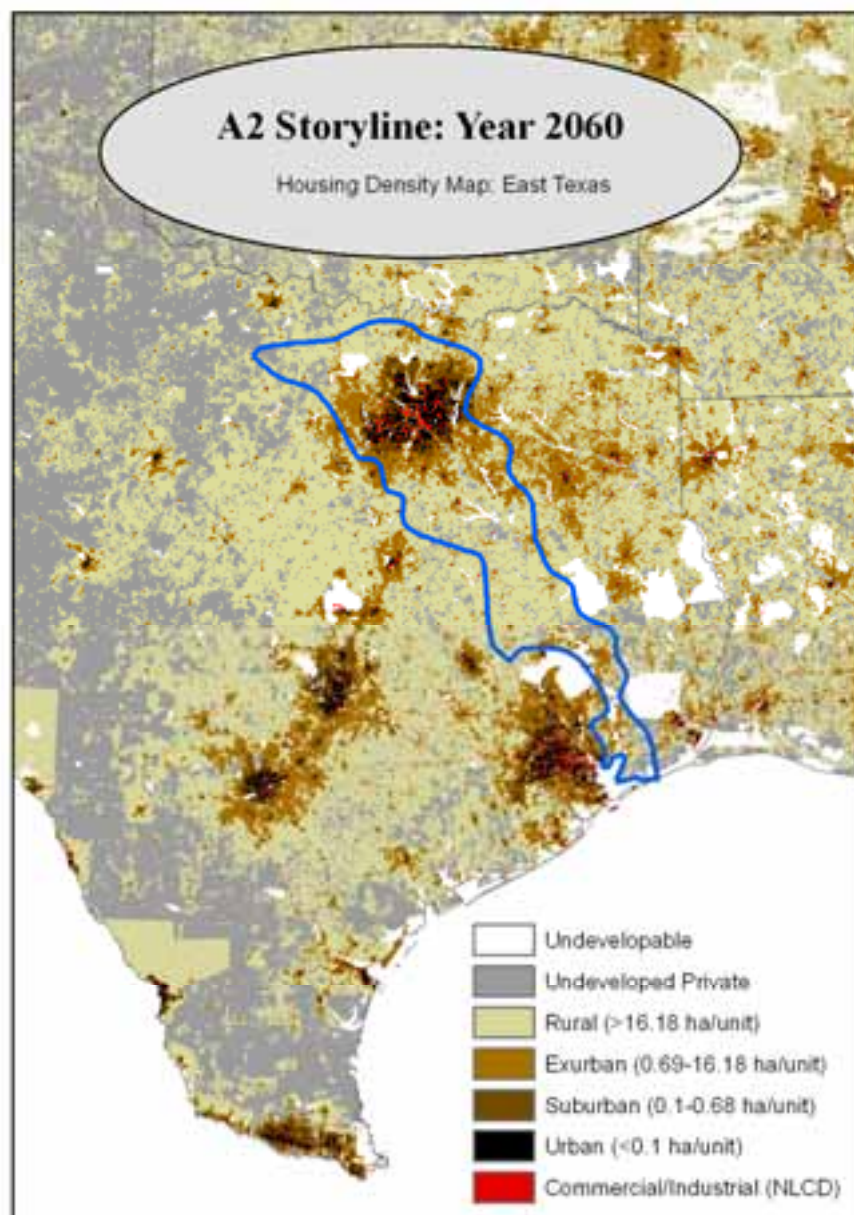 A2 Storyline: Year 2060
Housing Density Map: East Texas
Undevelopable
Undeveloped Private
Rural (>16.18 ha/unit)
Exurban (0.69-16.18 ha/unit)
Suburban (0.1-0.68 ha/unit)
Urban (<0.1 ha/unit)
Commercial/Industrial (NLCD)